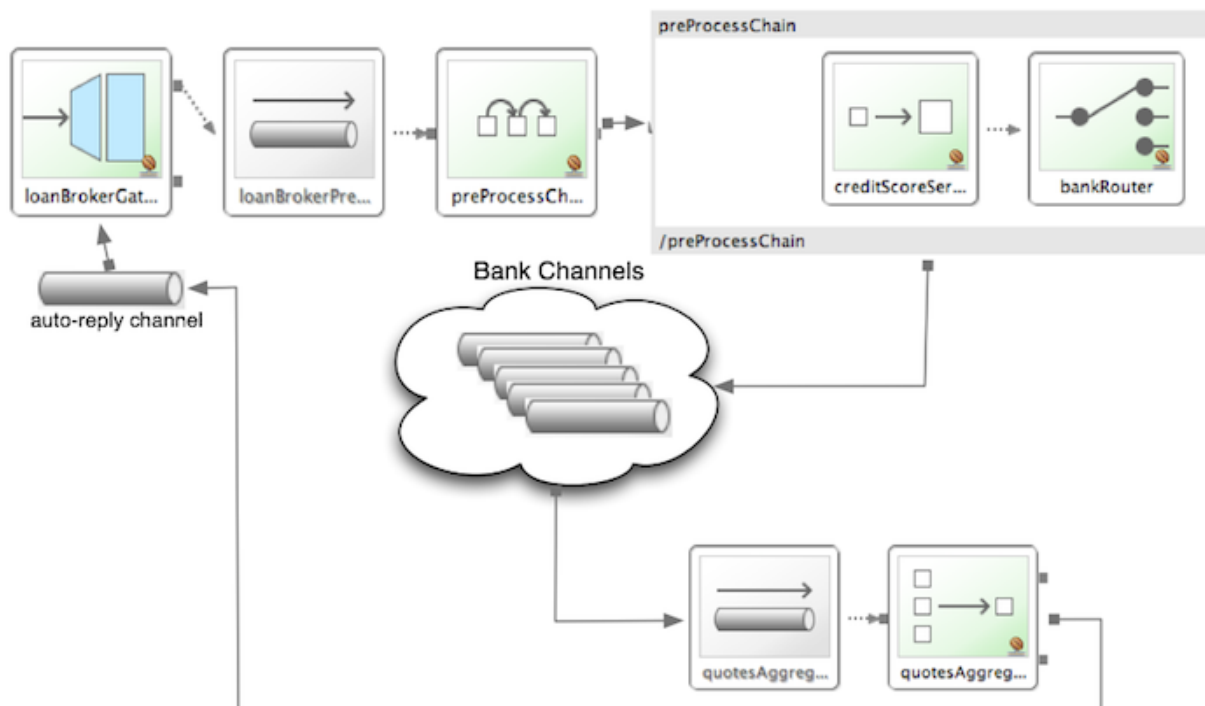 preProcessChain
loanBrokerGat...
loanBrokerPre...
preProcessCh...
creditScoreSer...
bankRouter
/preProcessChain
Bank Channels
auto-reply channel
quotesAggreg...
quotesAggreg...